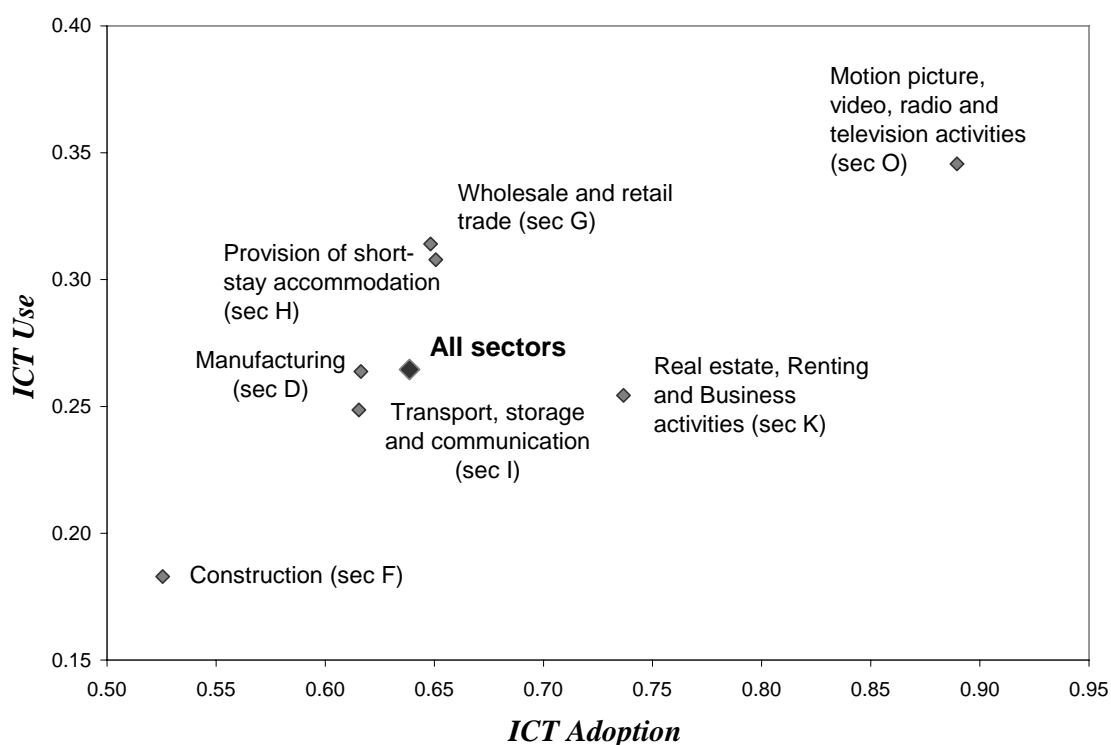 0.40
Motion picture,
video, radio and
television activities
(sec O)
0.35
Wholesale and retail
trade (sec G)
Provision of short-
stay accommodation
(sec H)
0.30
ICT Use
All sectors
Manufacturing
(sec D)
Real estate, Renting
and Business
activities (sec K)
0.25
Transport, storage
and communication
(sec I)
0.20
Construction (sec F)
0.15
0.50 0.55 0.60 0.65 0.70 0.75 0.80 0.85 0.90 0.95
ICT Adoption